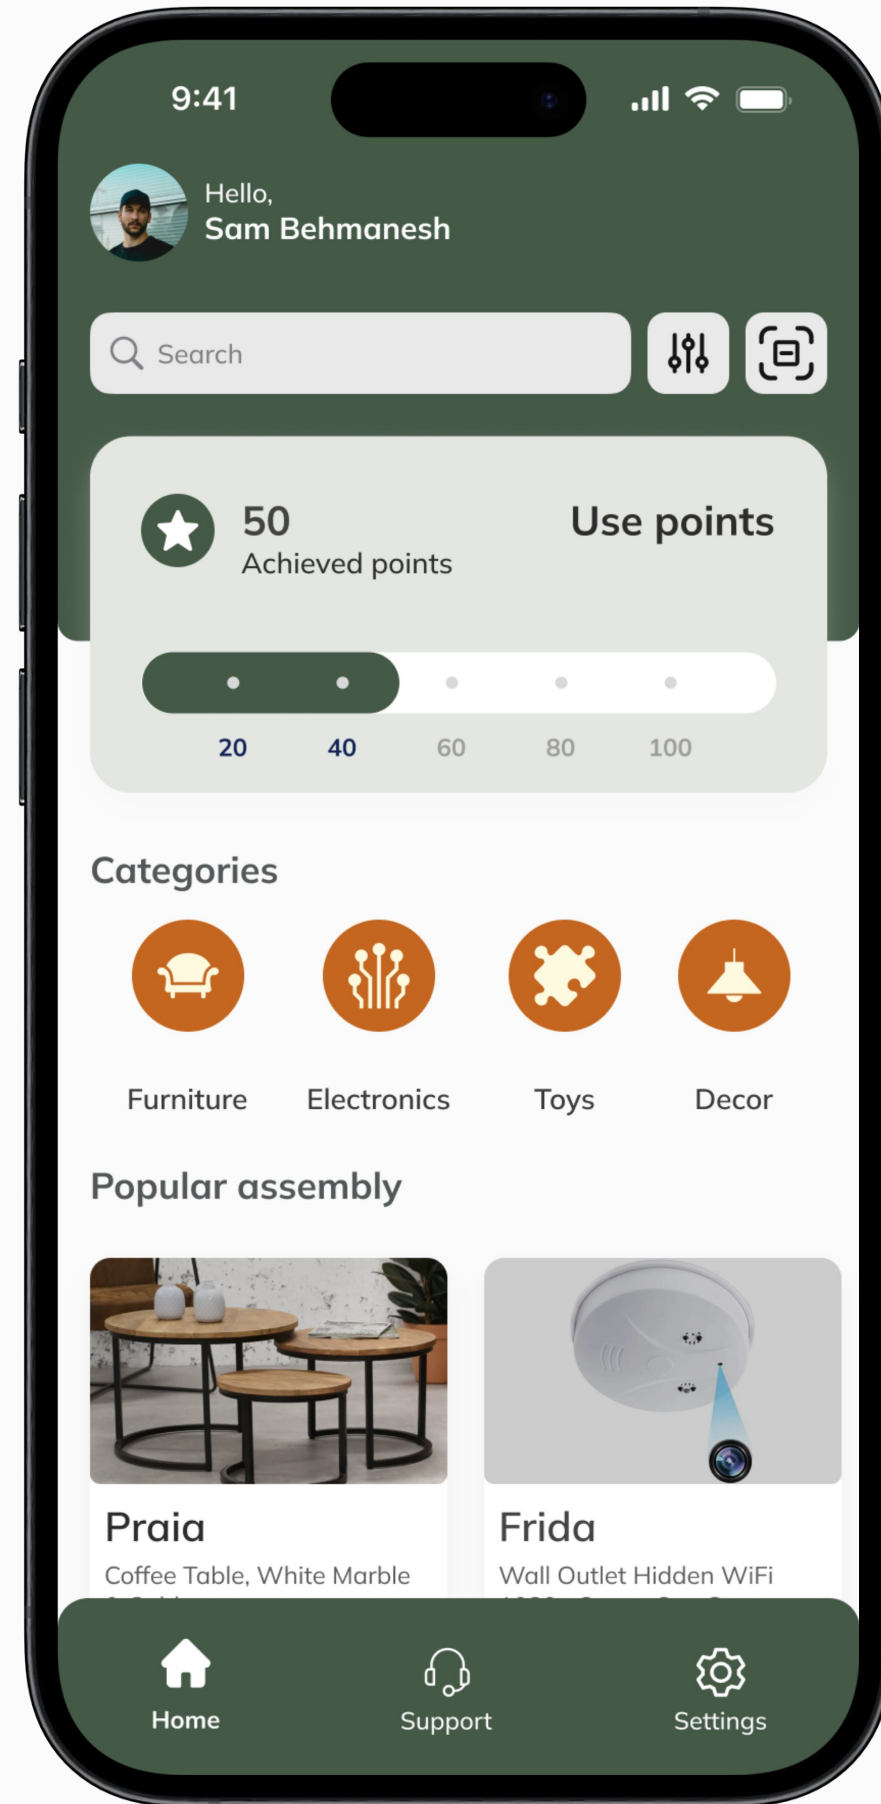 9:41
Hello,
Sam Behmanesh
Search
50
Achieved points
Use points
20 40 60 80 100
Categories
Furniture Electronics Toys Decor
Popular assembly
Praia
Coffee Table, White Marble
Frida
Wall Outlet Hidden WiFi
Home Support Settings